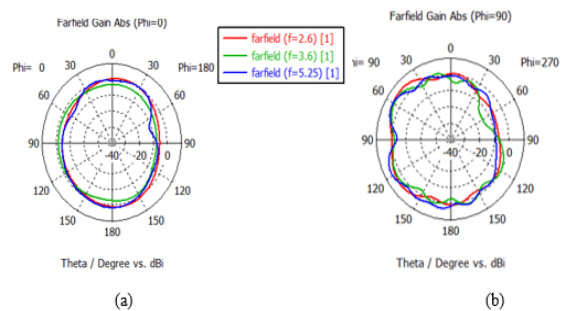 Farfield Gain Abs (Phi=0)
0
30
30
Phi= 0
Phi=180
60
60
90
-40
-20
0
90
120
120
150
150
180
Theta / Degree vs. dBi
(a)
farfield (f=2.6) [1]
farfield (f=3.6) [1]
farfield (f=5.25) [1]
Farfield Gain Abs (Phi=90)
0
30
30
i= 90
Phi=270
60
60
90
-40
-20
0
90
120
120
150
150
180
Theta / Degree vs. dBi
(b)